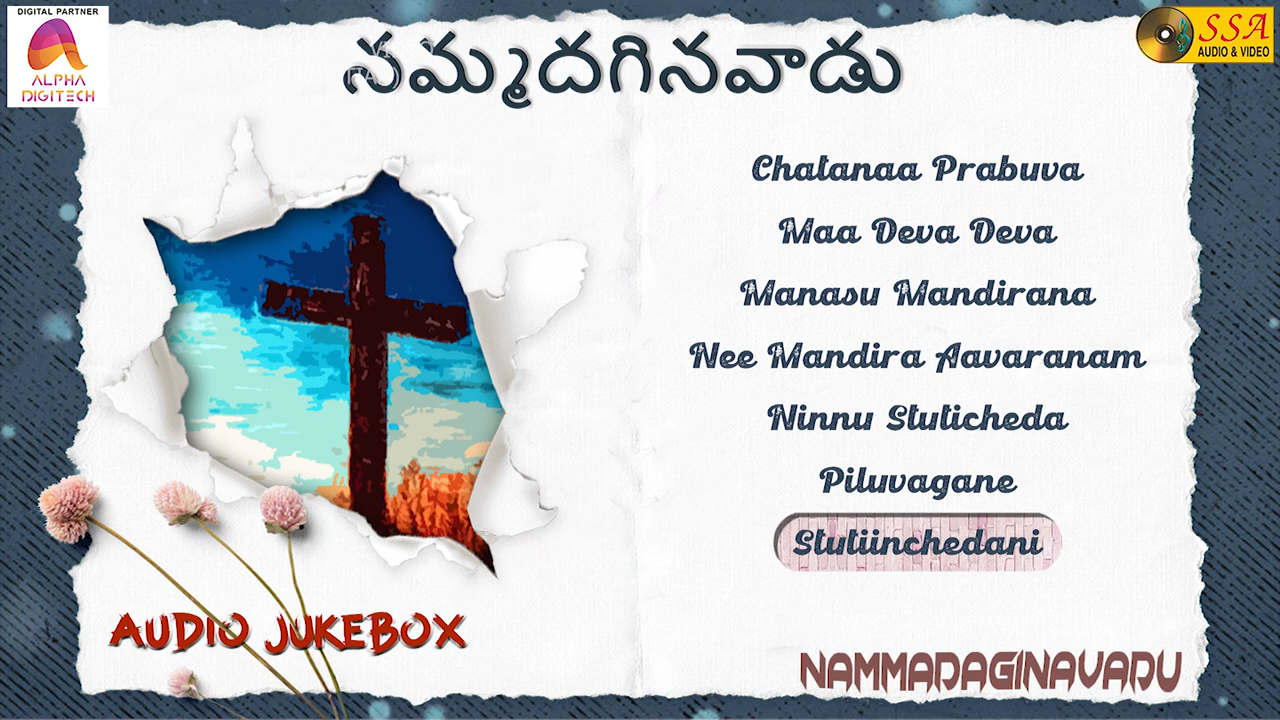 DIGITAL PARTNER
ALPHA
DIGITECH
నమ్మదగినవాడు
SSA
AUDIO & VIDEO
Chatanaa Prabuva
Maa Deva Deva
Manasu Mandirana
Nee Mandira Aavaranam
Ninnu Stuticheda
Piluvagane
Stutiinchedani
AUDIO JUKEBOX
NAMMADAGINAVADU